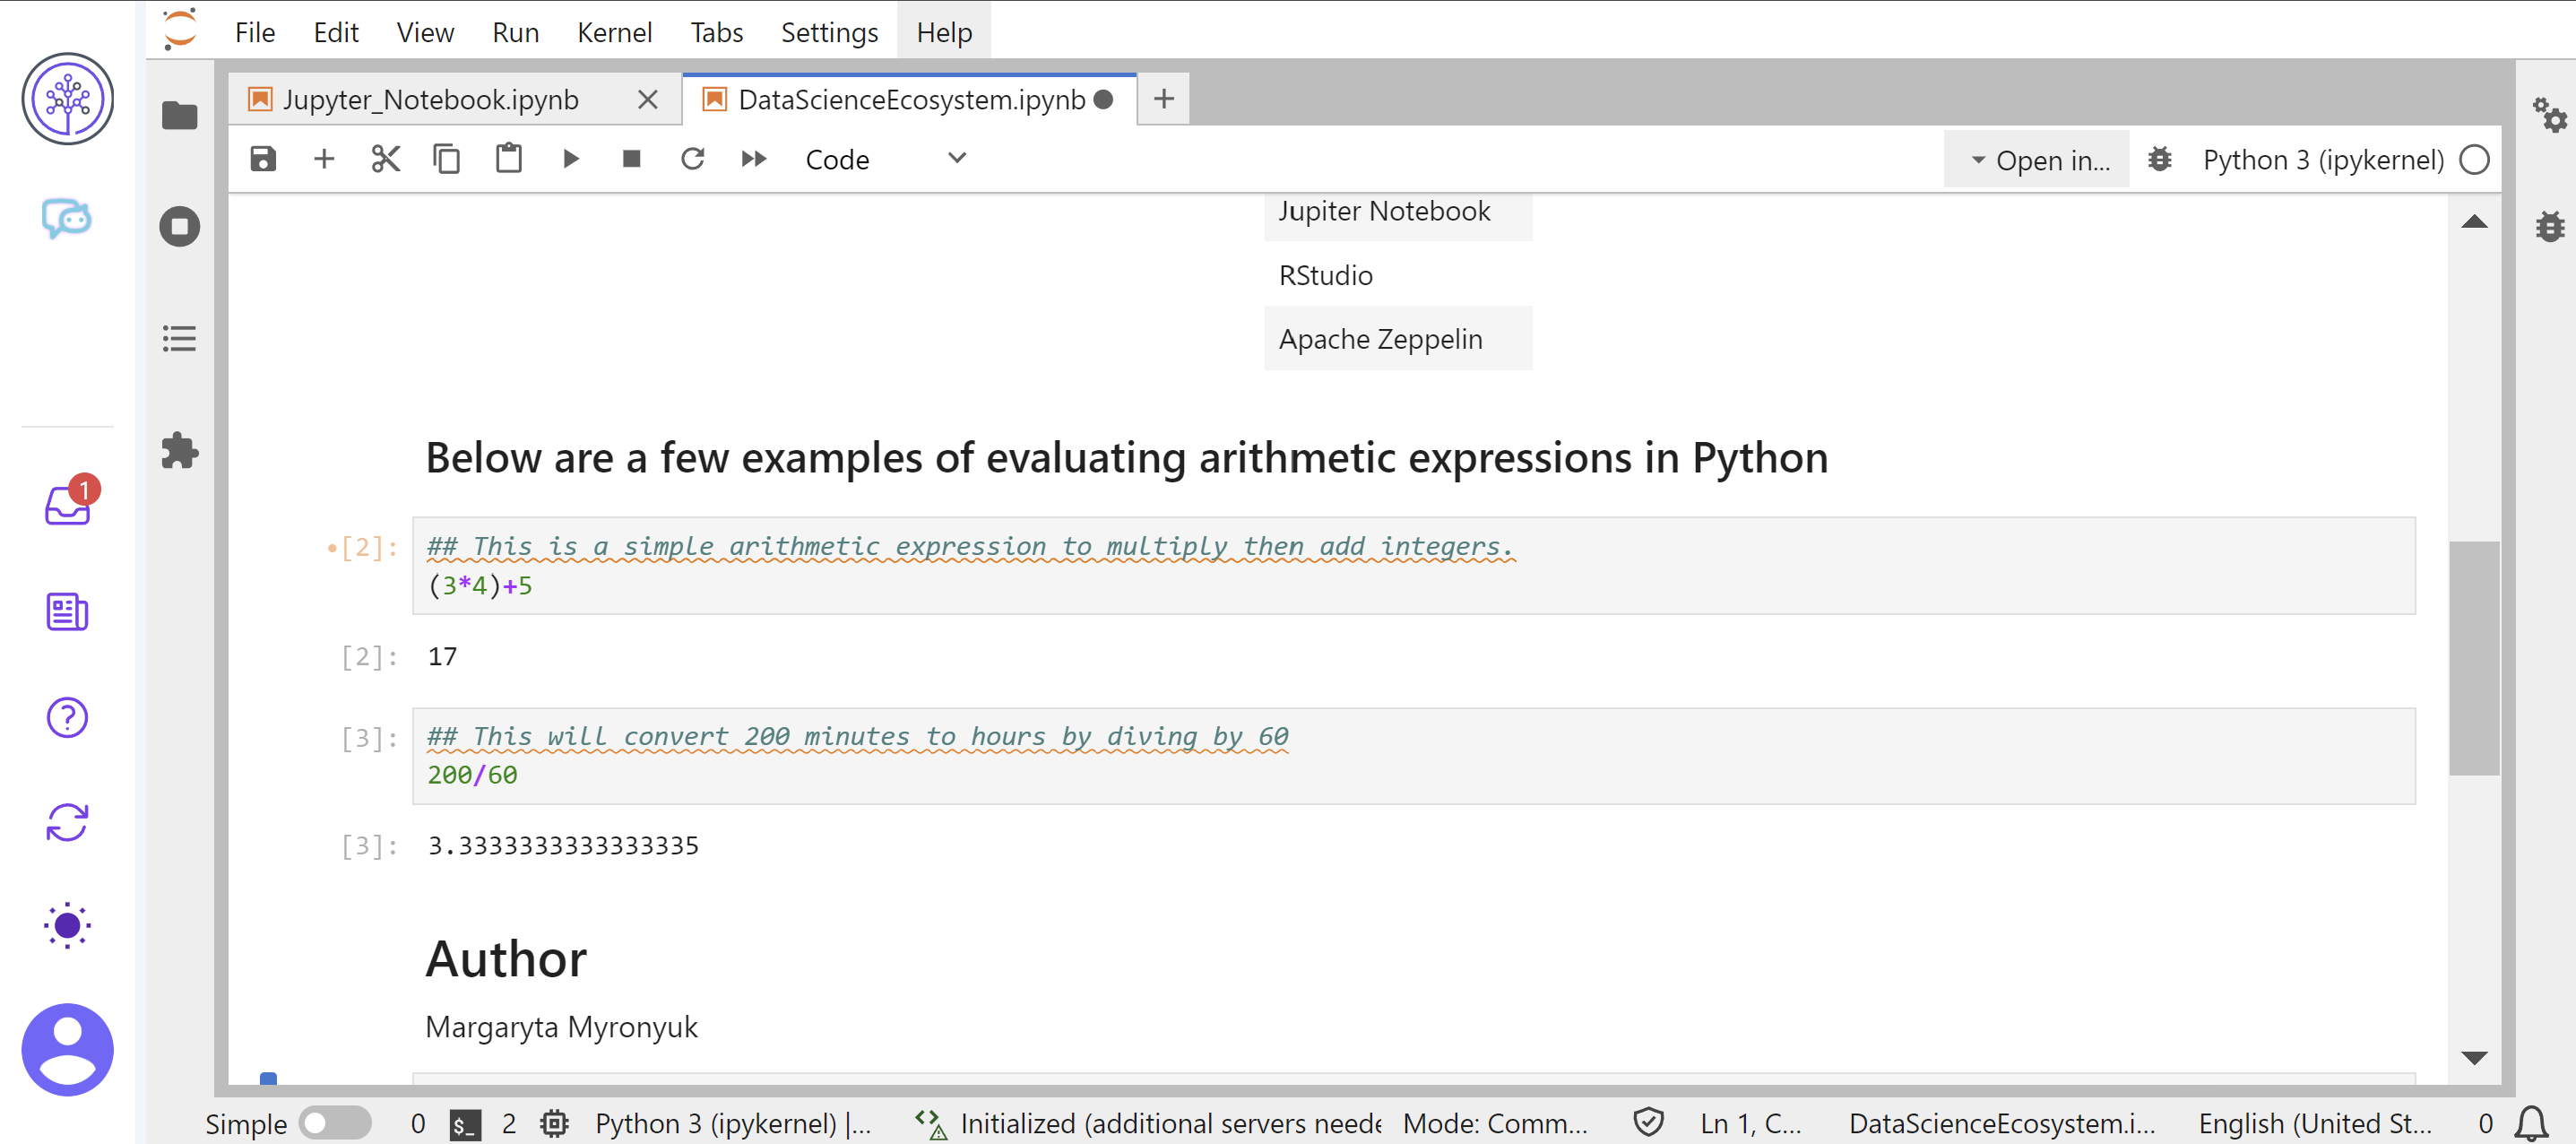 File Edit View Run Kernel Tabs Settings Help
Jupyter_Notebook.ipynb DataScienceEcosystem.ipynb
Code Open in... Python 3 (ipykernel)
Jupiter Notebook
RStudio
Apache Zeppelin
1
Below are a few examples of evaluating arithmetic expressions in Python
[2]: ## This is a simple arithmetic expression to multiply then add integers.
(3*4)+5
[2]: 17
[3]: ## This will convert 200 minutes to hours by diving by 60
200/60
[3]: 3.3333333333333335
Author
Margaryta Myronyuk
Simple 0 $_ 2 Python 3 (ipykernel) |... Initialized (additional servers neede Mode: Comm... Ln 1, C... DataScienceEcosystem.i... English (United St... 0